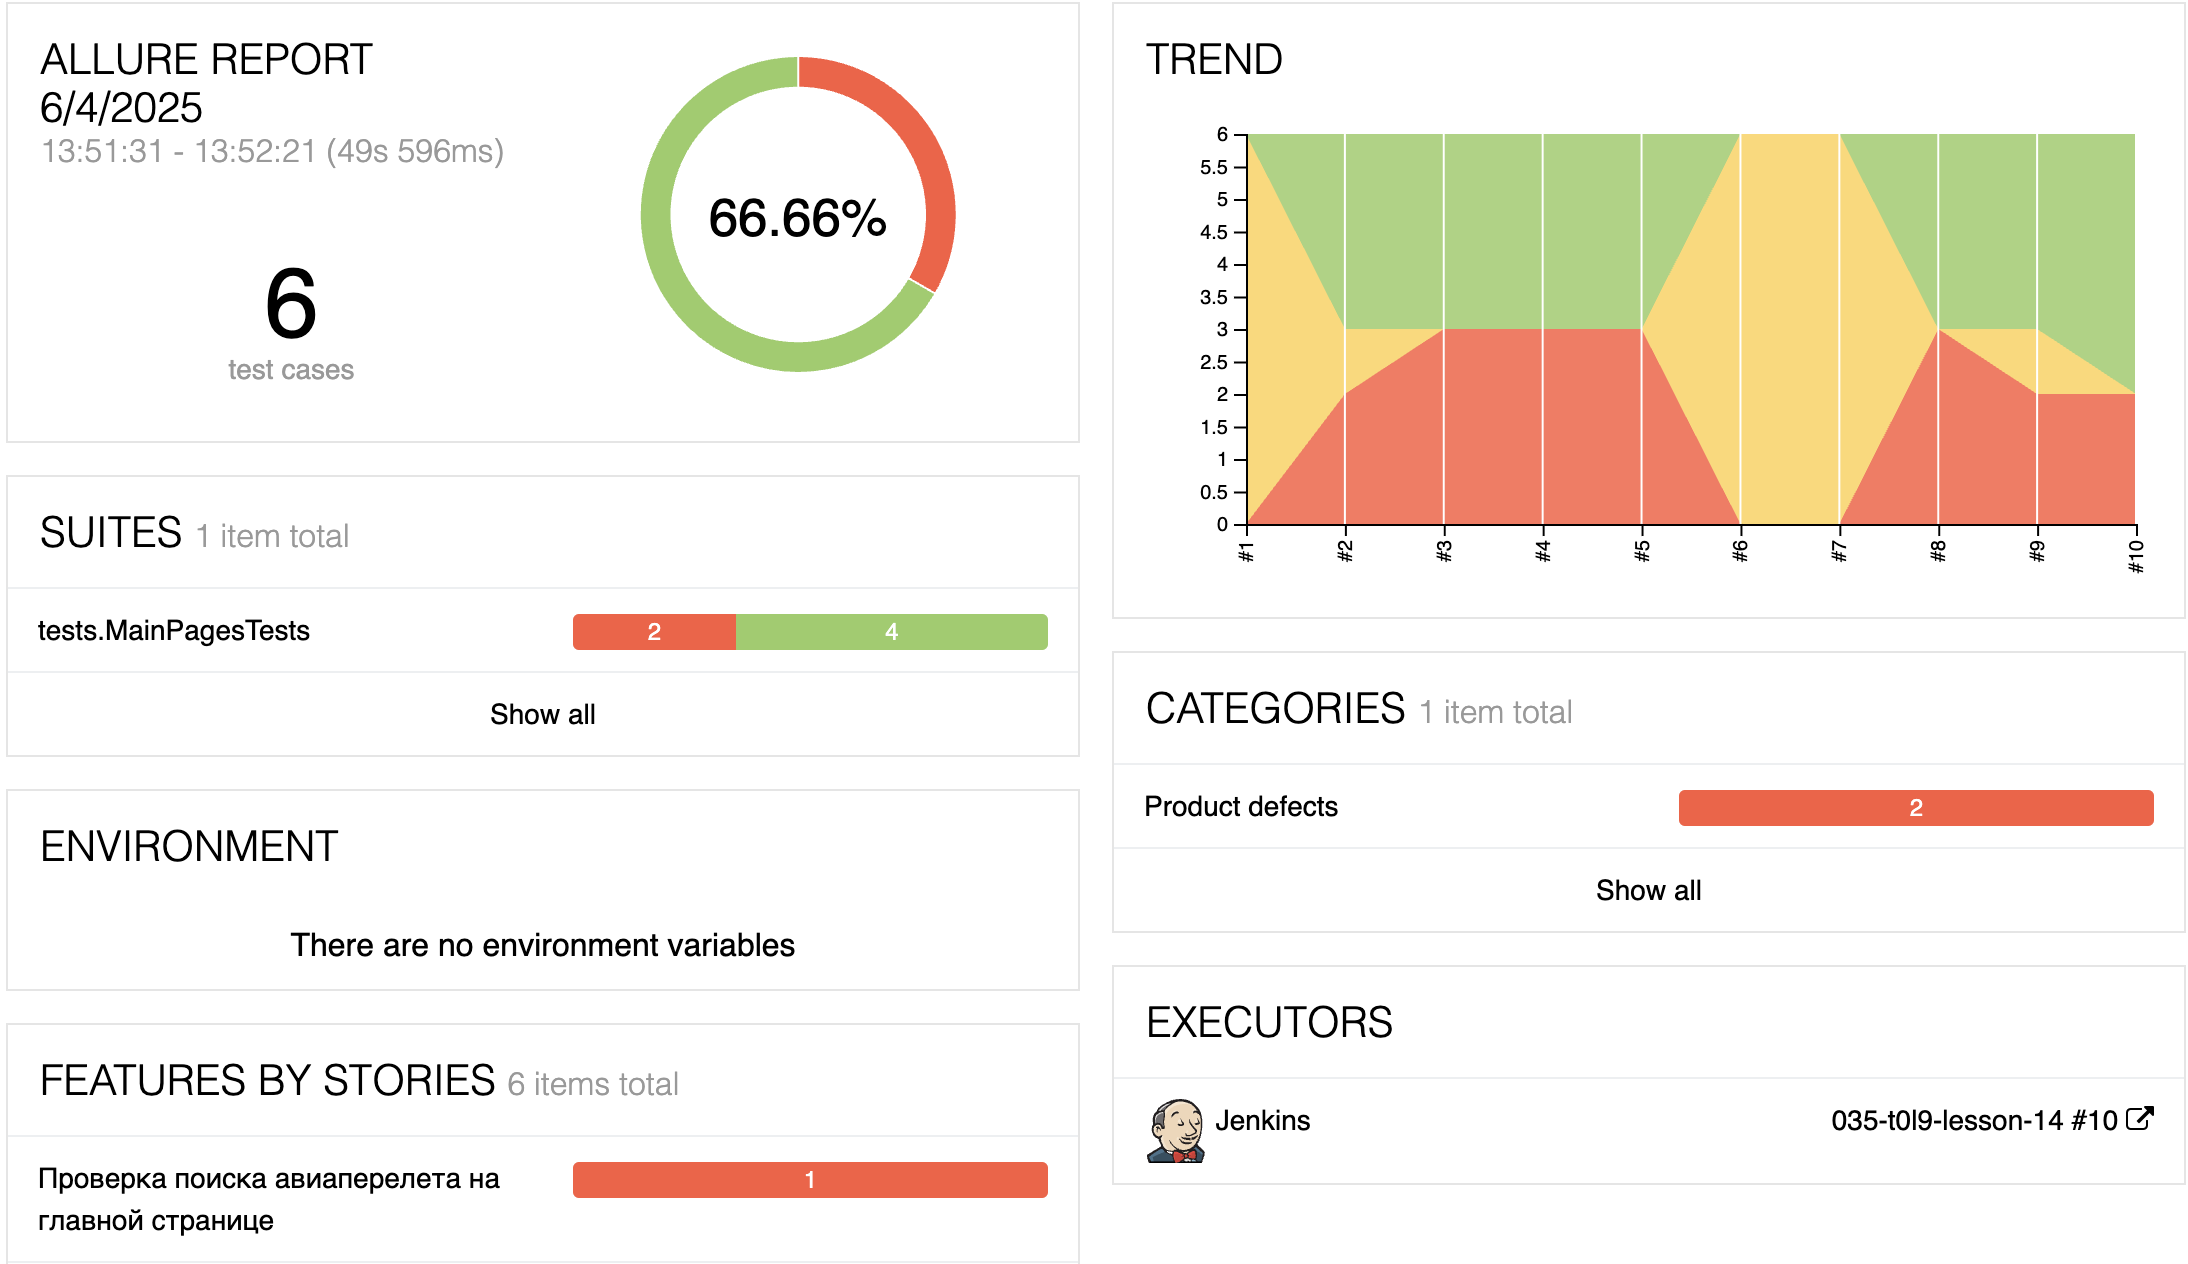 ALLURE REPORT
6/4/2025
13:51:31 - 13:52:21 (49s 596ms)
6
test cases
66.66%
SUITES 1 item total
tests.MainPagesTests 2 4
Show all
ENVIRONMENT
There are no environment variables
FEATURES BY STORIES 6 items total
Проверка поиска авиаперелета на 1
главной странице
TREND
6
5.5
5
4.5
4
3.5
3
2.5
2
1.5
1
0.5
0
#1 #2 #3 #4 #5 #6 #7 #8 #9 #10
CATEGORIES 1 item total
Product defects 2
Show all
EXECUTORS
Jenkins 035-t0l9-lesson-14 #10